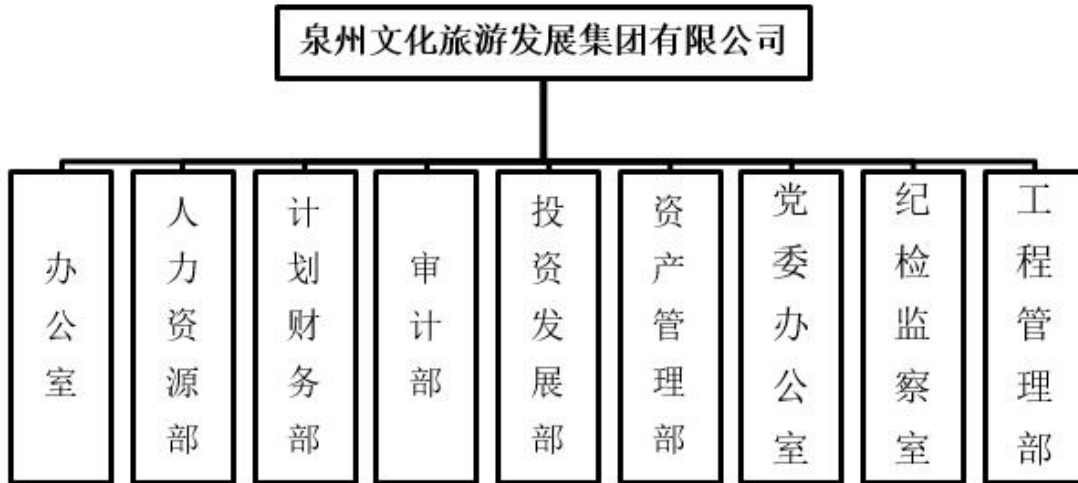 泉州文化旅游发展集团有限公司
办公室
人力资源部
计划财务部
审计部
投资发展部
资产管理部
党委办公室
纪检监察室
工程管理部